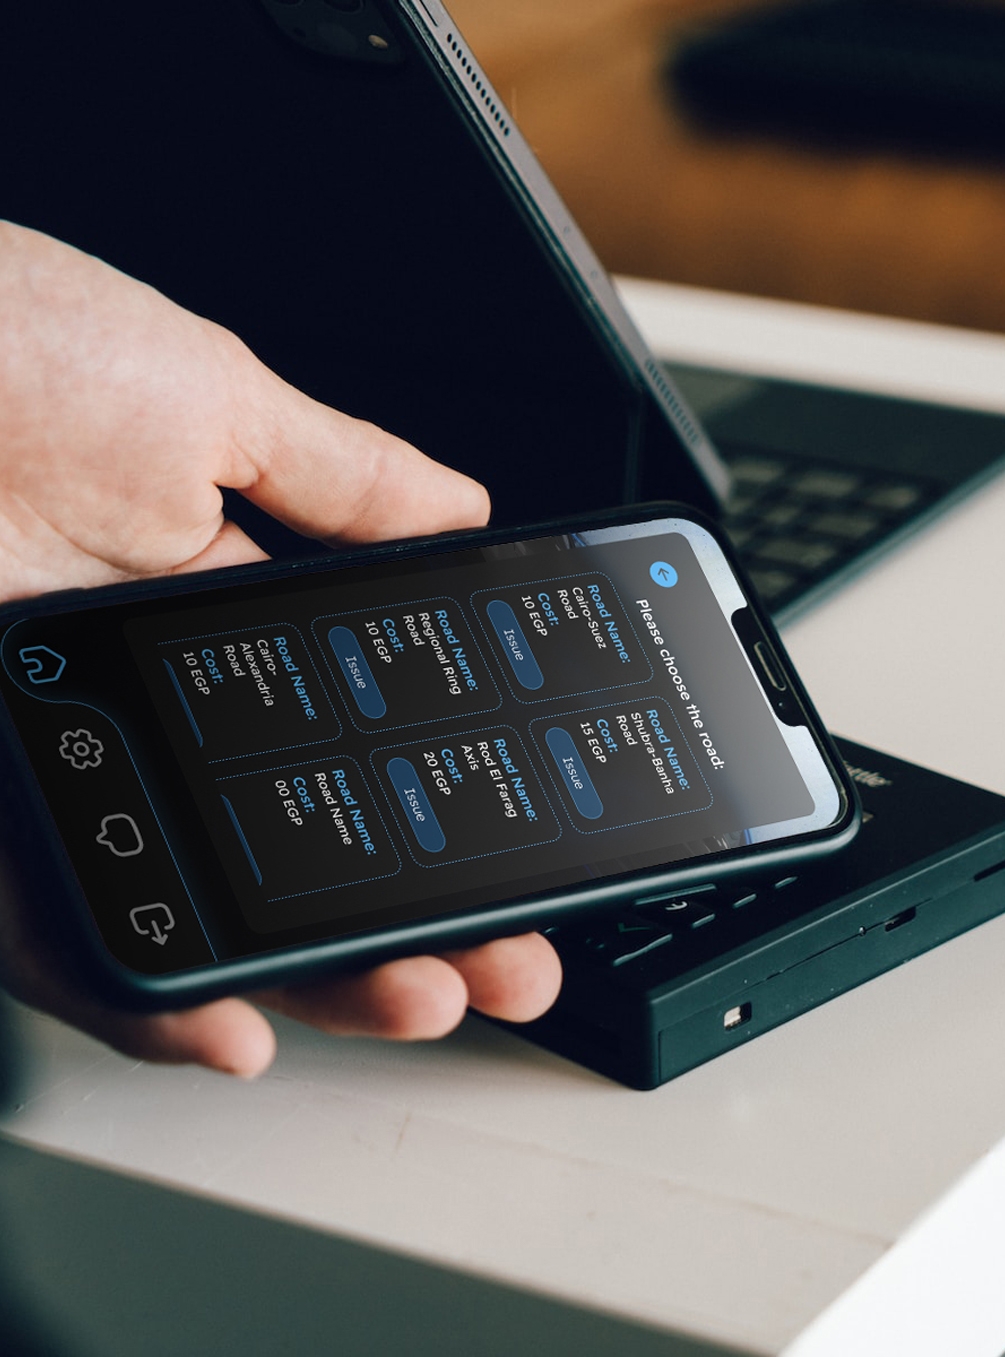 Please choose the road:
Road Name:
Cairo-Suez
Road
Cost:
10 EGP
Issue
Road Name:
Shubra-Banha
Road
Cost:
15 EGP
Issue
Road Name:
Regional Ring
Road
Cost:
10 EGP
Issue
Road Name:
Rod El Farag
Axis
Cost:
20 EGP
Issue
Road Name:
Cairo-
Alexandria
Road
Cost:
10 EGP
Road Name:
Road Name
Cost:
00 EGP